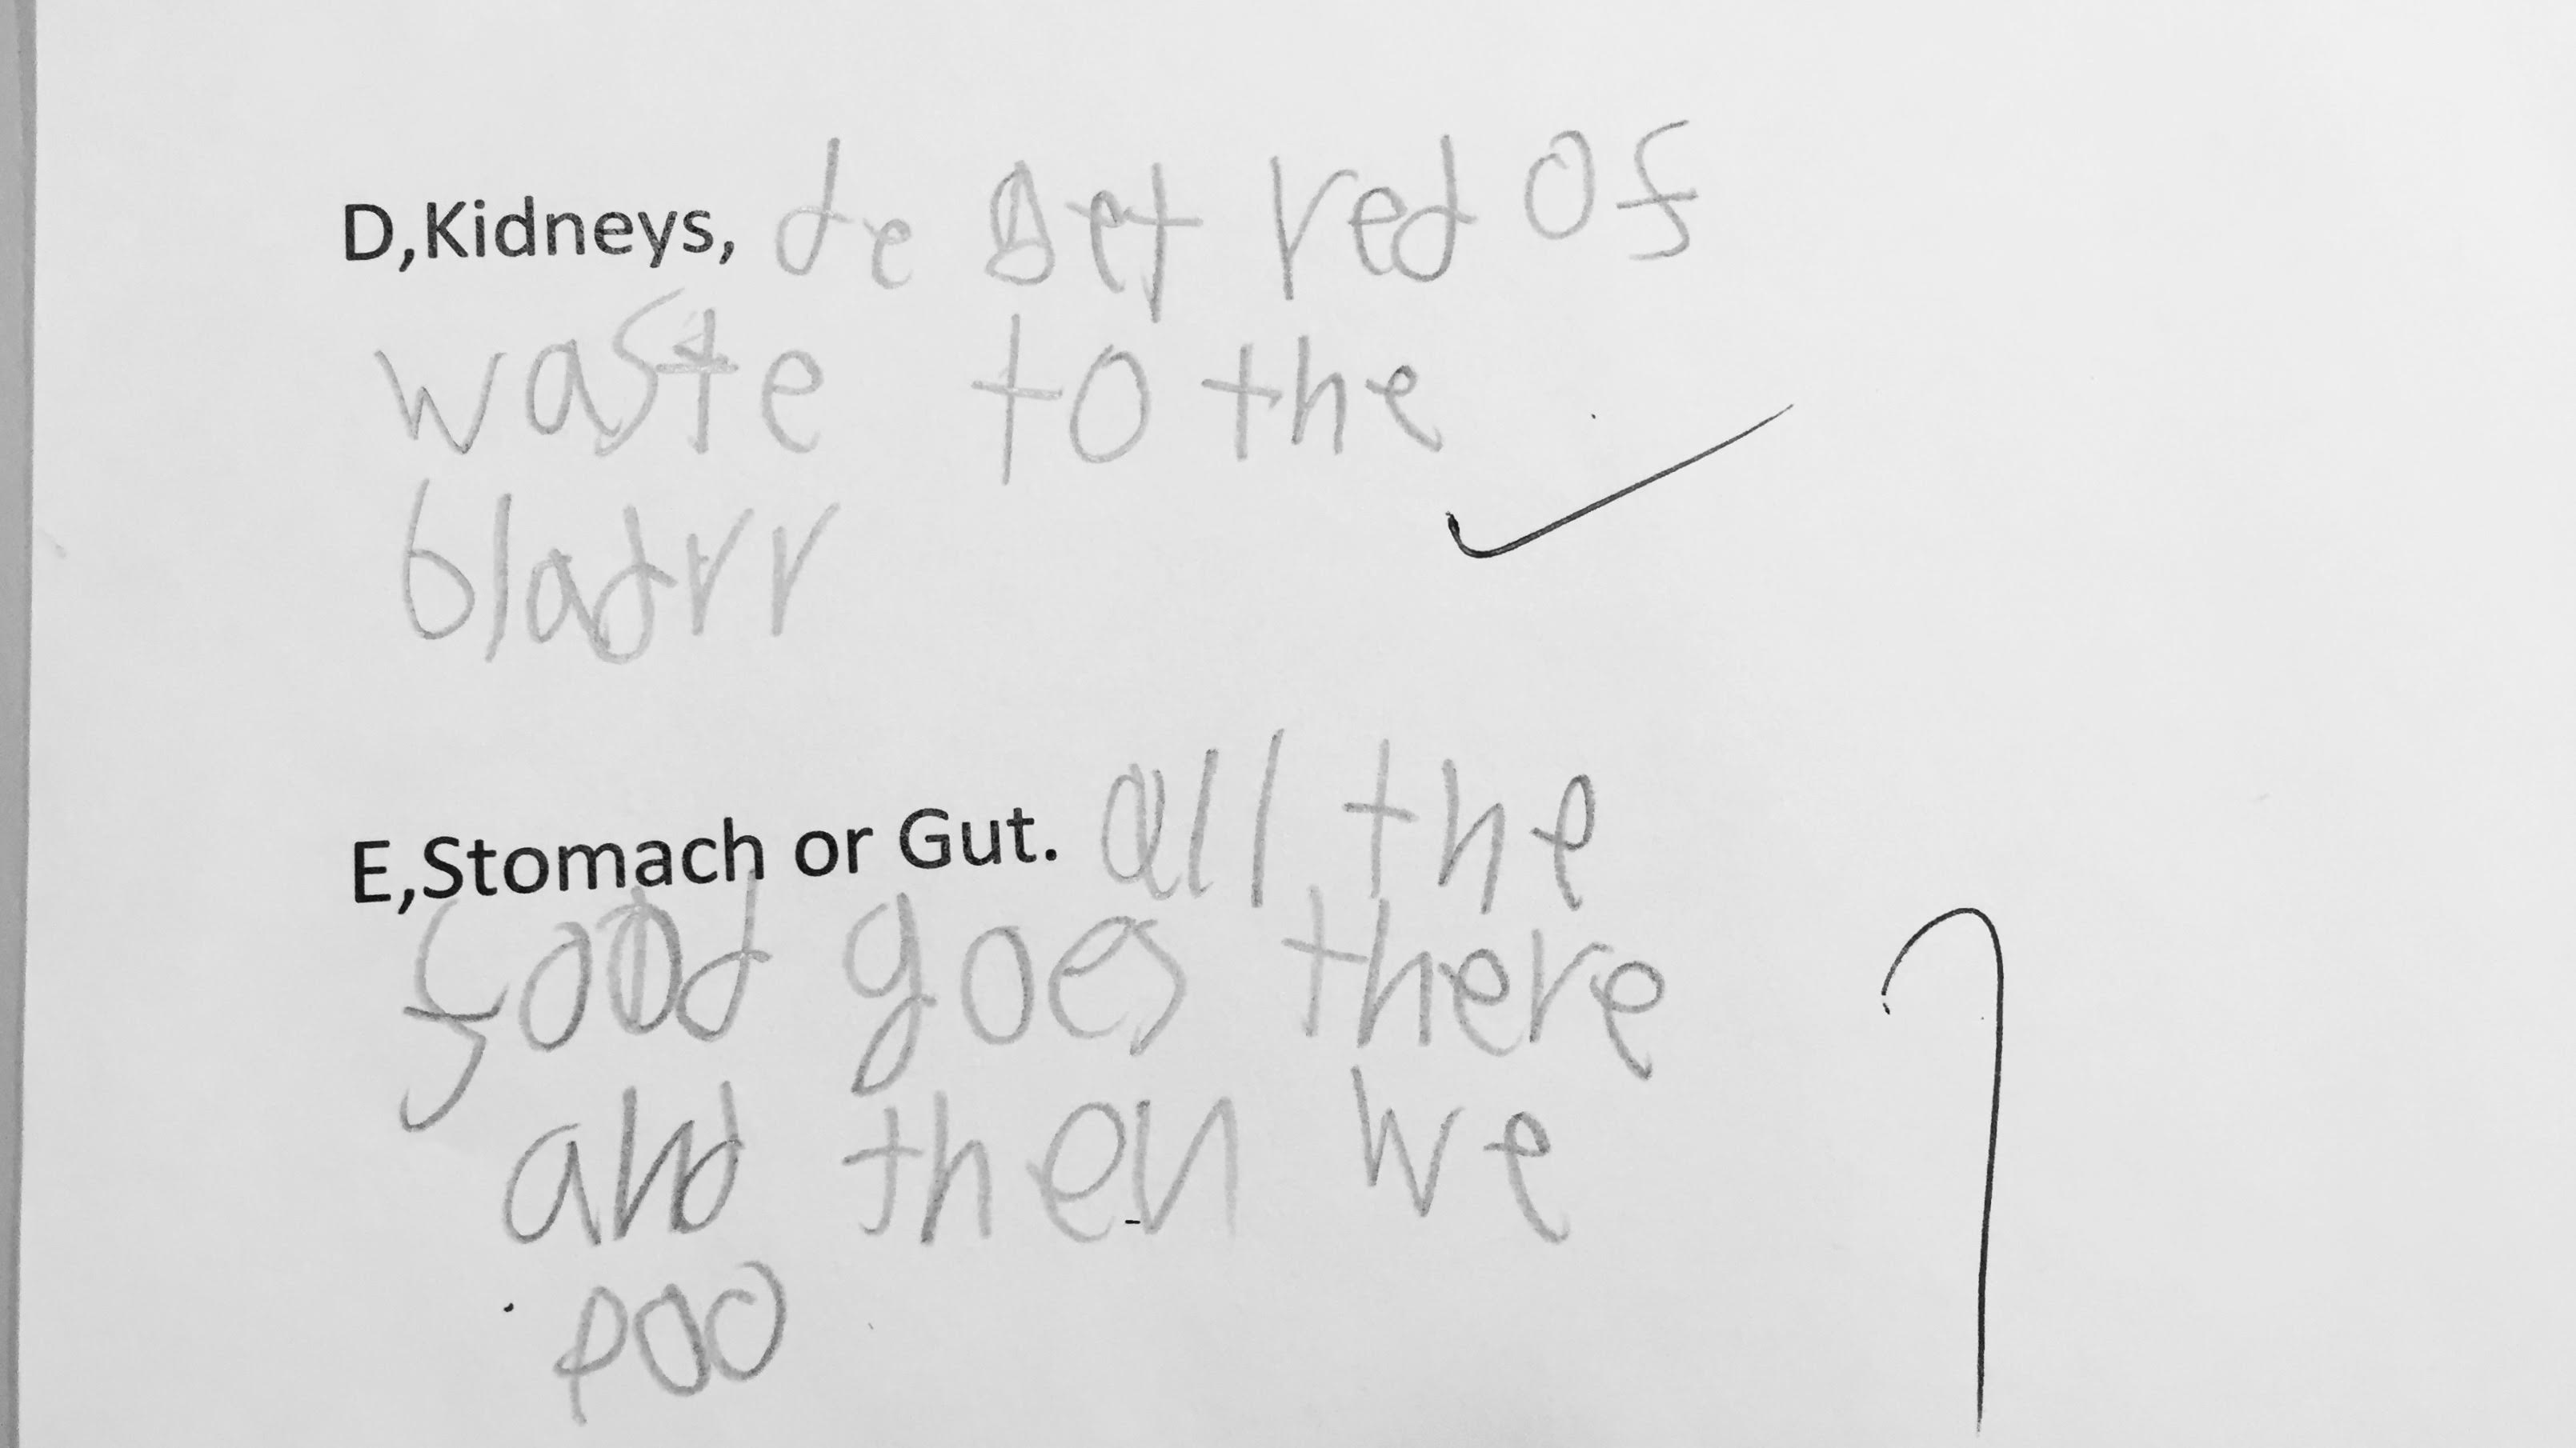 D,Kidneys, de get red of
waste to the
bladrr
E,Stomach or Gut. all the
food goes there
and then we
poo